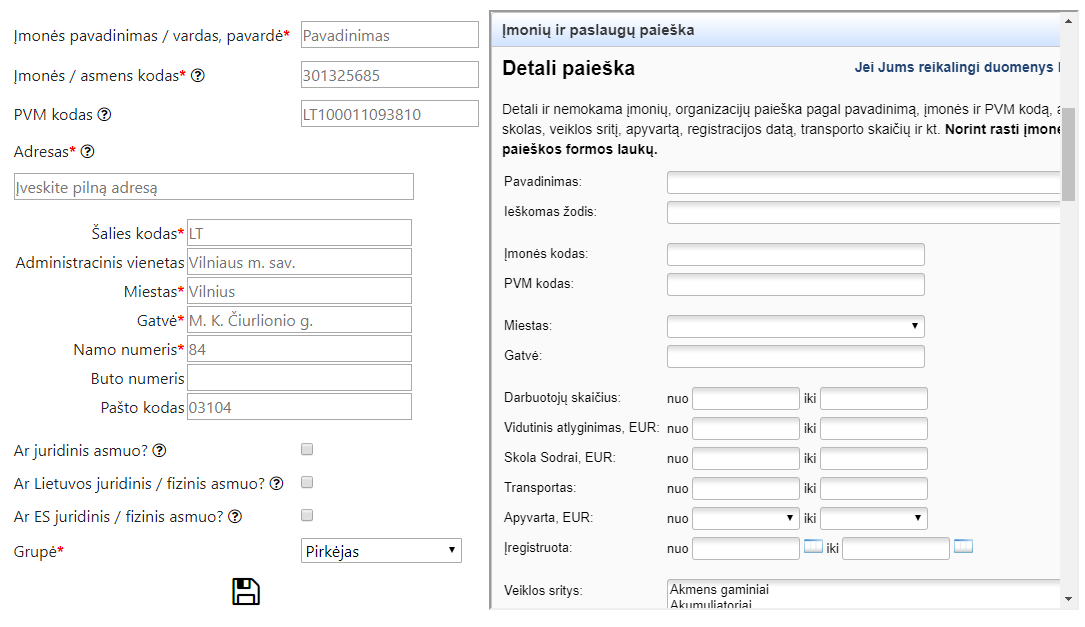 Įmonės pavadinimas / vardas, pavardė* Pavadinimas
Įmonės / asmens kodas* 301325685
PVM kodas LT100011093810
Adresas*
Įveskite pilną adresą
Šalies kodas* LT
Administracinis vienetas Vilniaus m. sav.
Miestas* Vilnius
Gatvė* M. K. Čiurlionio g.
Namo numeris* 84
Buto numeris
Pašto kodas 03104
Ar juridinis asmuo?
Ar Lietuvos juridinis / fizinis asmuo?
Ar ES juridinis / fizinis asmuo?
Grupė* Pirkėjas
Įmonių ir paslaugų paieška
Detali paieška Jei Jums reikalingi duomenys
Detali ir nemokama įmonių, organizacijų paieška pagal pavadinimą, įmonės ir PVM kodą,
skolas, veiklos sritį, apyvartą, registracijos datą, transporto skaičių ir kt. Norint rasti įmonę
paieškos formos laukų.
Pavadinimas:
Ieškomas žodis:
Įmonės kodas:
PVM kodas:
Miestas:
Gatvė:
Darbuotojų skaičius: nuo iki
Vidutinis atlyginimas, EUR: nuo iki
Skola Sodrai, EUR: nuo iki
Transportas: nuo iki
Apyvarta, EUR: nuo iki
Įregistruota: nuo iki
Veiklos sritys: Akmens gaminiai
Akumuliatoriai